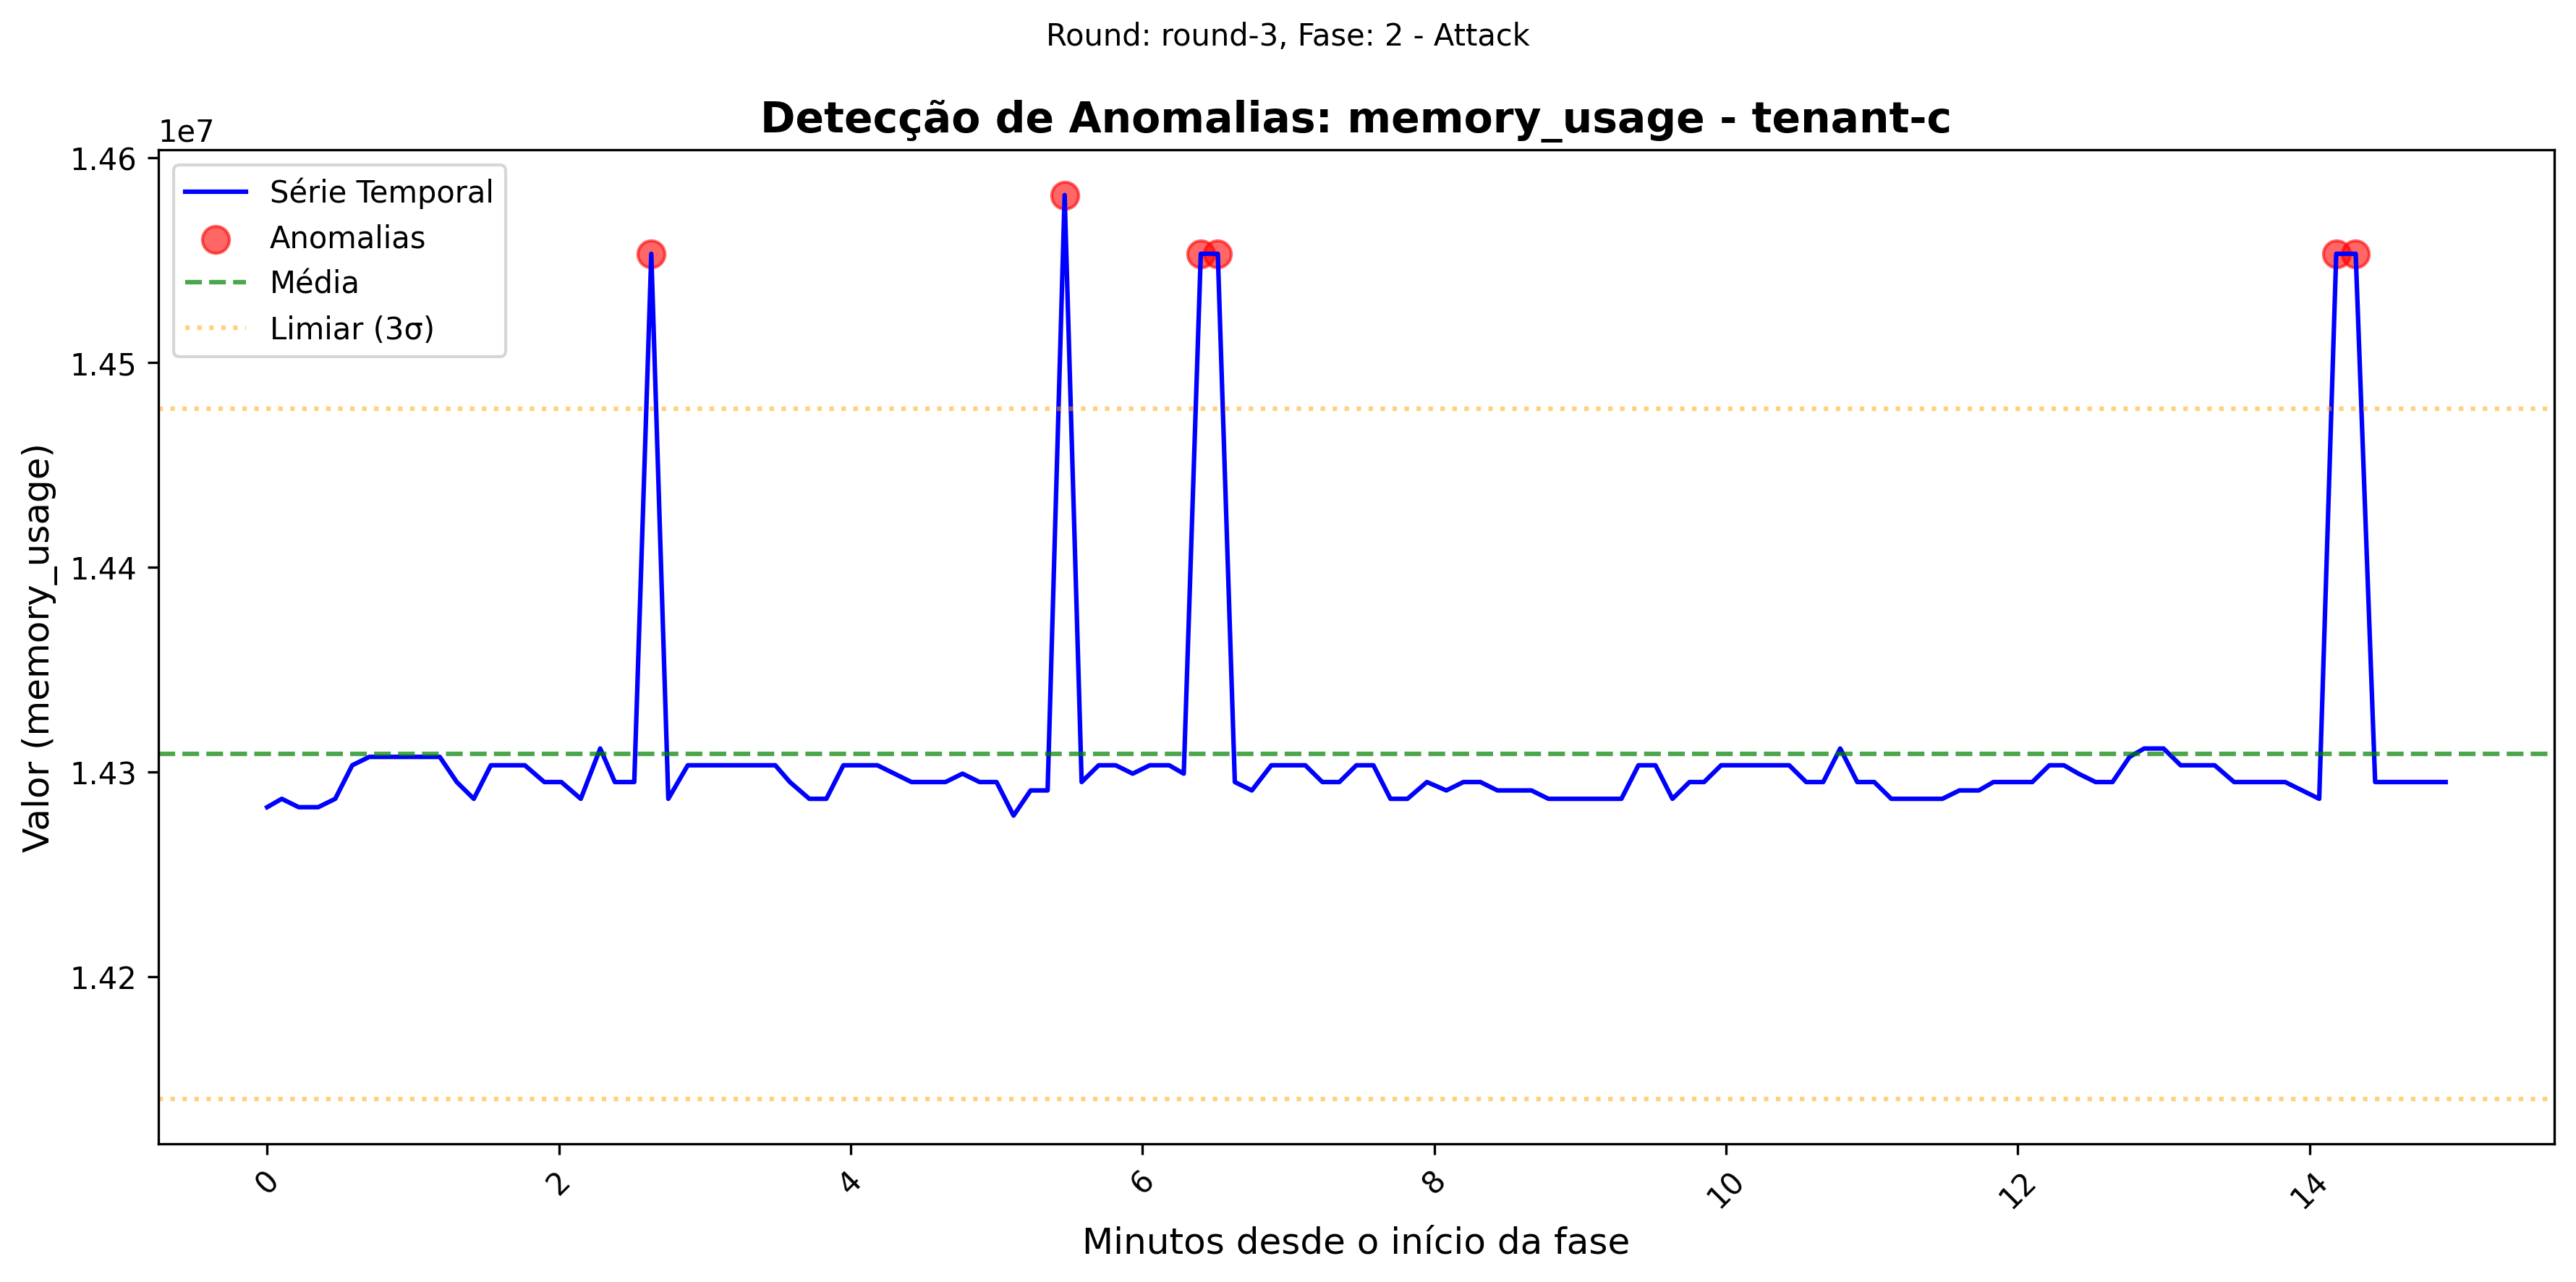 Round: round-3, Fase: 2 - Attack
Detecção de Anomalias: memory_usage - tenant-c
1e7
1.46
1.45
1.44
1.43
1.42
Valor (memory_usage)
Série Temporal
Anomalias
Média
Limiar (3σ)
0 2 4 6 8 10 12 14
Minutos desde o início da fase